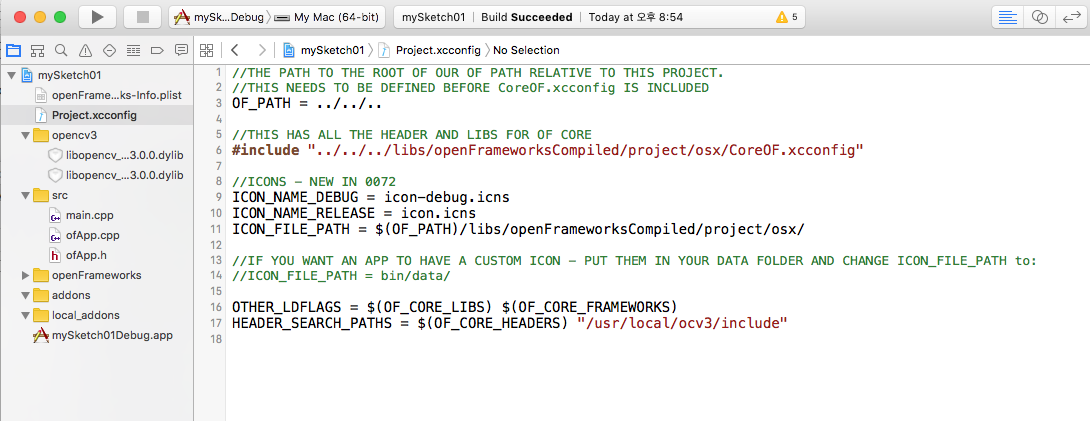 mySk...Debug My Mac (64-bit) mySketch01 Build Succeeded Today at 오후 8:54 5
mySketch01 Project.xcconfig No Selection
mySketch01
openFrame...ks-Info.plist
Project.xcconfig
opencv3
libopencv_...3.0.0.dylib
libopencv_...3.0.0.dylib
src
main.cpp
ofApp.cpp
ofApp.h
openFrameworks
addons
local_addons
mySketch01Debug.app
1 //THE PATH TO THE ROOT OF OUR OF PATH RELATIVE TO THIS PROJECT.
2 //THIS NEEDS TO BE DEFINED BEFORE CoreOF.xcconfig IS INCLUDED
3 OF_PATH = ../../..
4
5 //THIS HAS ALL THE HEADER AND LIBS FOR OF CORE
6 #include "../../../libs/openFrameworksCompiled/project/osx/CoreOF.xcconfig"
7
8 //ICONS - NEW IN 0072
9 ICON_NAME_DEBUG = icon-debug.icns
10 ICON_NAME_RELEASE = icon.icns
11 ICON_FILE_PATH = $(OF_PATH)/libs/openFrameworksCompiled/project/osx/
12
13 //IF YOU WANT AN APP TO HAVE A CUSTOM ICON - PUT THEM IN YOUR DATA FOLDER AND CHANGE ICON_FILE_PATH to:
14 //ICON_FILE_PATH = bin/data/
15
16 OTHER_LDFLAGS = $(OF_CORE_LIBS) $(OF_CORE_FRAMEWORKS)
17 HEADER_SEARCH_PATHS = $(OF_CORE_HEADERS) "/usr/local/ocv3/include"
18